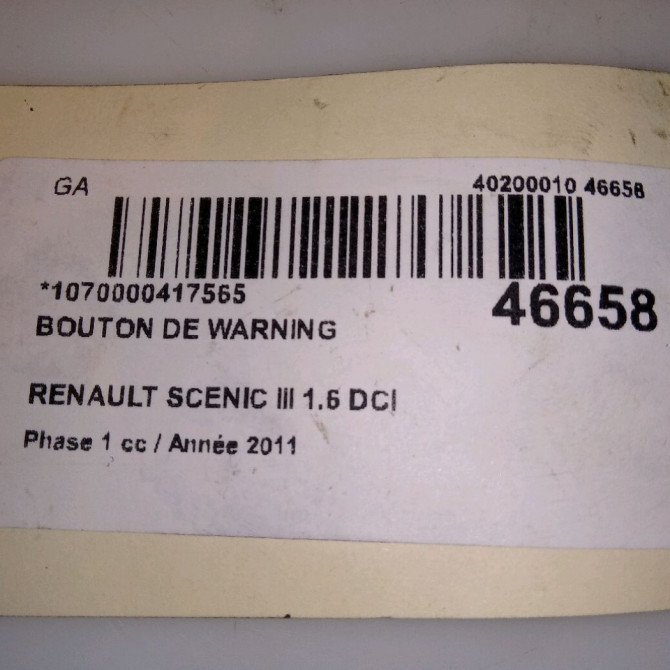 GA
40200010 46658
*1070000417565
46658
BOUTON DE WARNING
RENAULT SCENIC III 1.6 DCI
Phase 1 cc / Année 2011